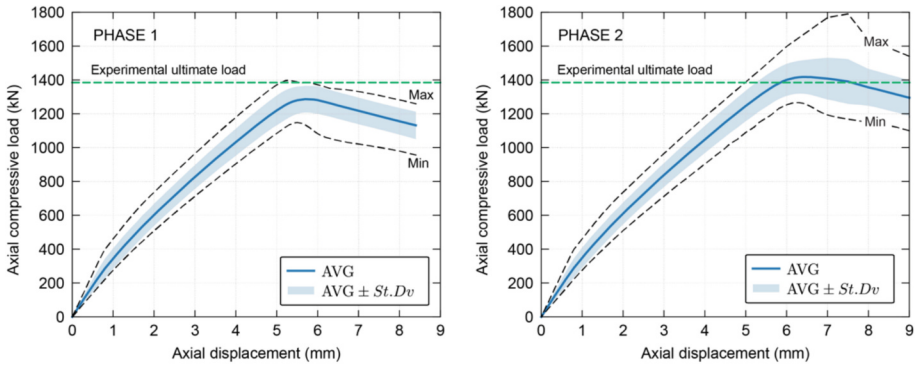 PHASE 1
Experimental ultimate load
Max
Min
AVG
AVG ± St.Dv
Axial compressive load (kN)
1800
1600
1400
1200
1000
800
600
400
200
0
0 1 2 3 4 5 6 7 8 9
Axial displacement (mm)
PHASE 2
Experimental ultimate load
Max
Min
AVG
AVG ± St.Dv
Axial compressive load (kN)
1800
1600
1400
1200
1000
800
600
400
200
0
0 1 2 3 4 5 6 7 8 9
Axial displacement (mm)